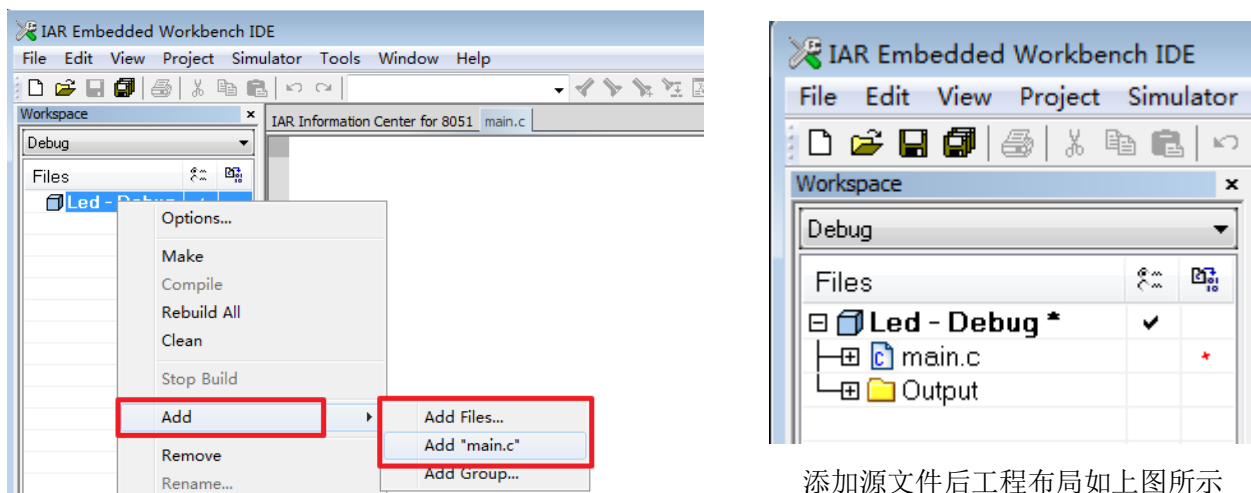 IAR Embedded Workbench IDE
File Edit View Project Simulator Tools Window Help
Workspace
IAR Information Center for 8051 main.c
Debug
Files
Led - Debug
Options...
Make
Compile
Rebuild All
Clean
Stop Build
Add
Remove
Rename...
Add Files...
Add "main.c"
Add Group...
IAR Embedded Workbench IDE
File Edit View Project Simulator
Workspace
Debug
Files
Led - Debug *
main.c
Output
添加源文件后工程布局如上图所示